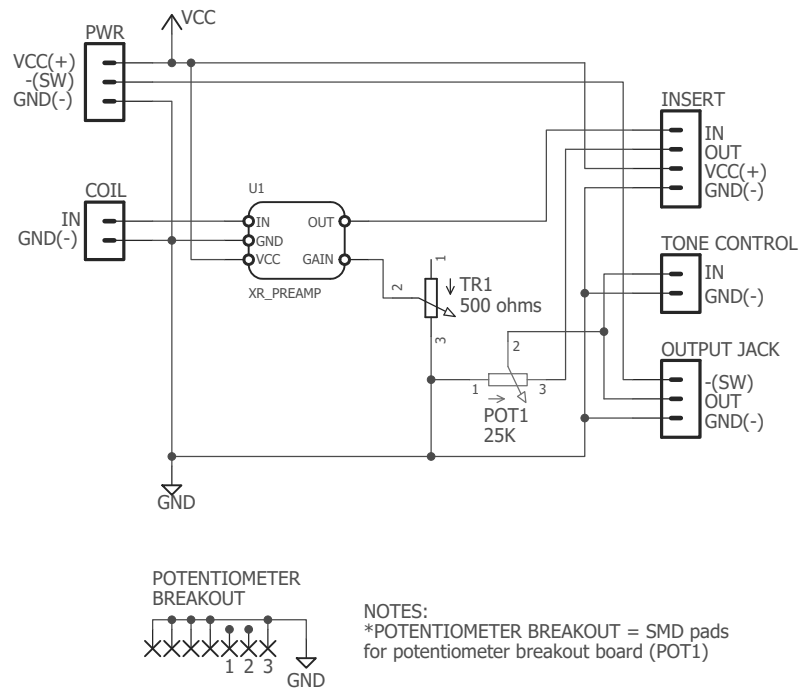 VCC
PWR
VCC(+)
-(SW)
GND(-)
INSERT
IN
OUT
VCC(+)
GND(-)
COIL
IN
GND(-)
U1
IN
GND
VCC
OUT
GAIN
XR_PREAMP
1
2
3
TR1
500 ohms
TONE CONTROL
IN
GND(-)
1
2
3
POT1
25K
OUTPUT JACK
-(SW)
OUT
GND(-)
GND
POTENTIOMETER
BREAKOUT
1 2 3
GND
NOTES:
*POTENTIOMETER BREAKOUT = SMD pads
for potentiometer breakout board (POT1)